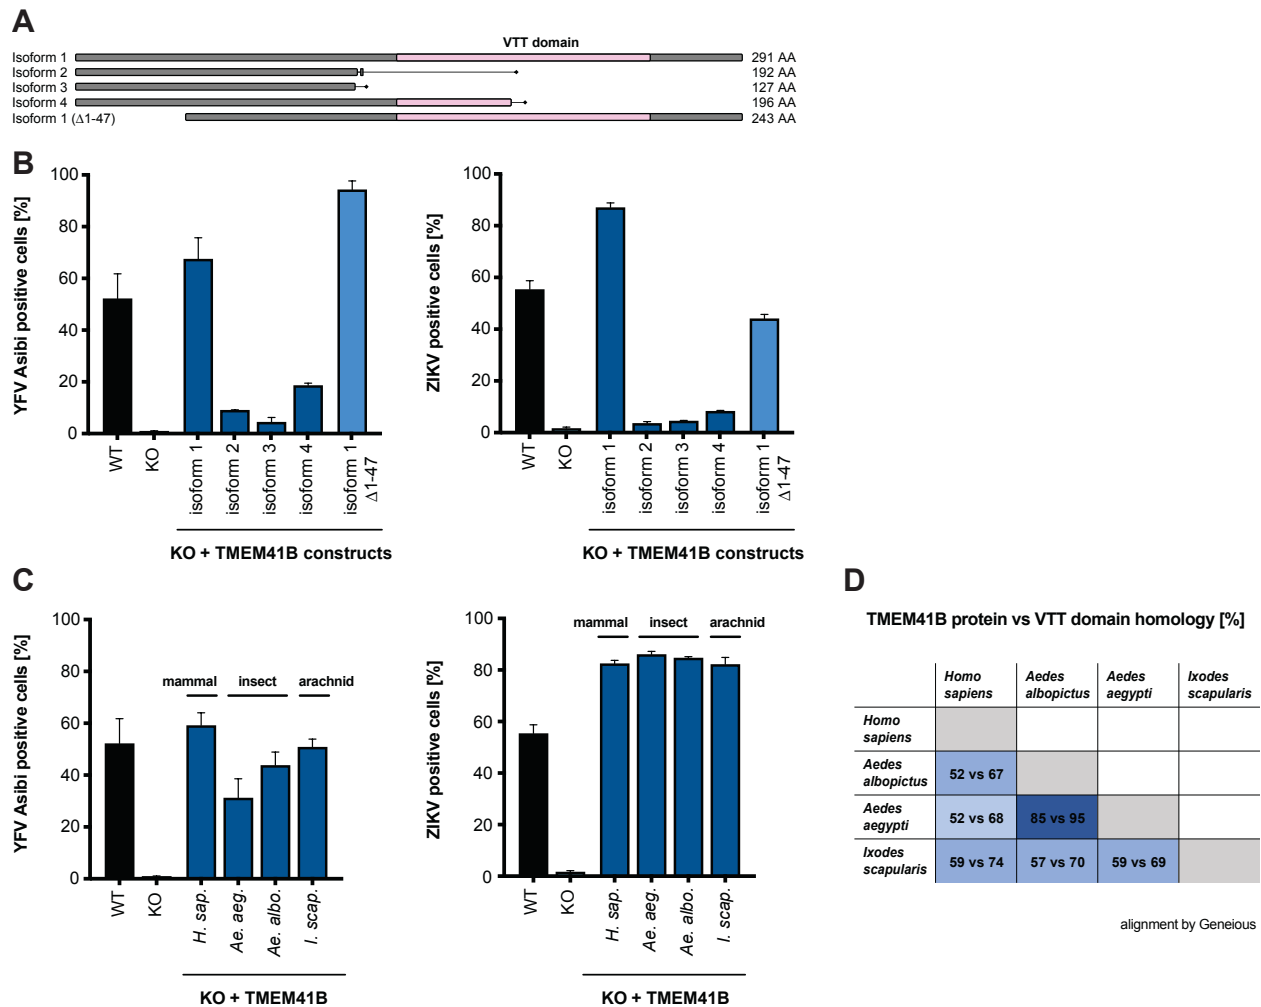 A
VTT domain
Isoform 1 291 AA
Isoform 2 192 AA
Isoform 3 127 AA
Isoform 4 196 AA
Isoform 1 (Δ1-47) 243 AA
B
YFV Asibi positive cells [%]
100
80
60
40
20
0
WT
KO
isoform 1
isoform 2
isoform 3
isoform 4
isoform 1
Δ1-47
KO + TMEM41B constructs
ZIKV positive cells [%]
100
80
60
40
20
0
WT
KO
isoform 1
isoform 2
isoform 3
isoform 4
isoform 1
Δ1-47
KO + TMEM41B constructs
C
YFV Asibi positive cells [%]
100
80
60
40
20
0
mammal insect arachnid
WT
KO
H. sap.
Ae. aeg.
Ae. albo.
I. scap.
KO + TMEM41B
ZIKV positive cells [%]
100
80
60
40
20
0
mammal insect arachnid
WT
KO
H. sap.
Ae. aeg.
Ae. albo.
I. scap.
KO + TMEM41B
D
TMEM41B protein vs VTT domain homology [%]
Homo sapiens
Aedes albopictus
Aedes aegypti
Ixodes scapularis
Homo sapiens
Aedes albopictus 52 vs 67
Aedes aegypti 52 vs 68 85 vs 95
Ixodes scapularis 59 vs 74 57 vs 70 59 vs 69
alignment by Geneious